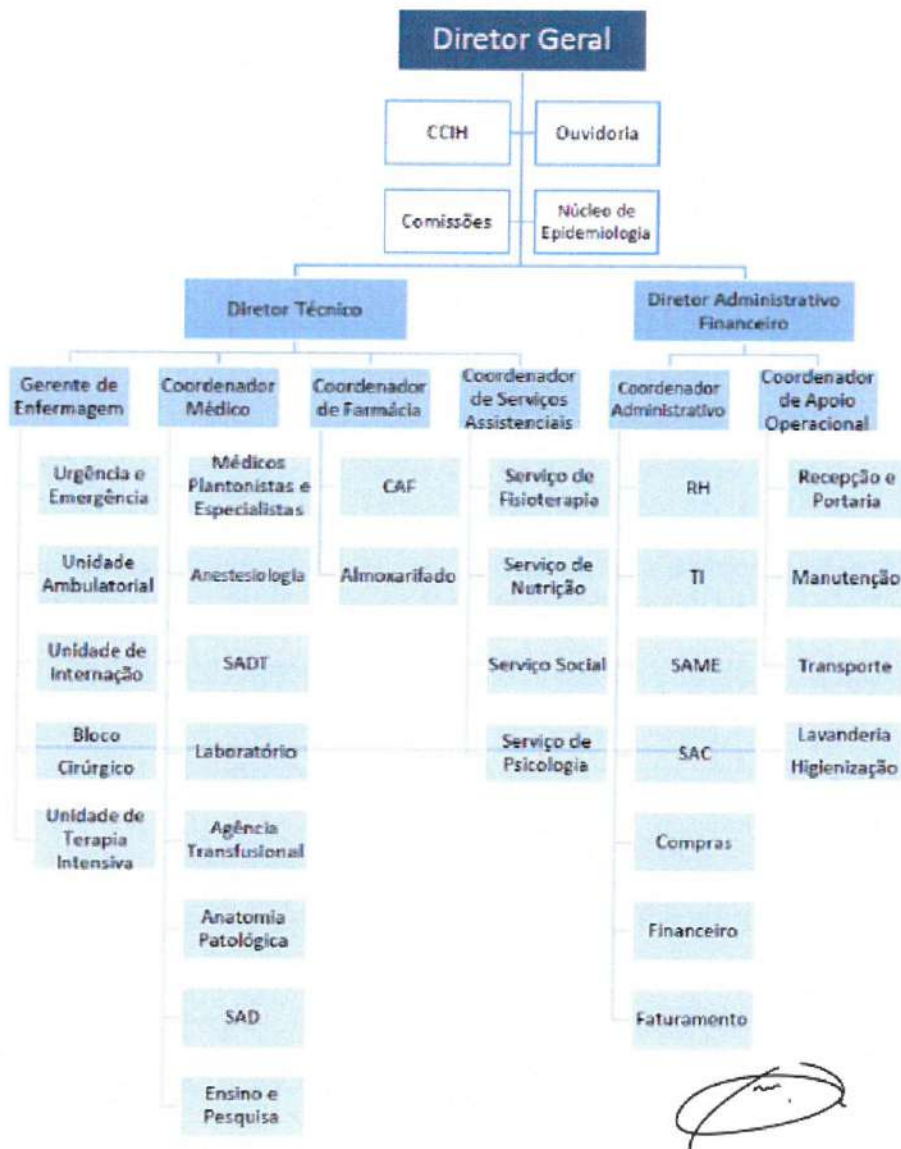 Diretor Geral
CCIH
Ouvidoria
Comissões
Núcleo de
Epidemiologia
Diretor Técnico
Diretor Administrativo
Financeiro
Gerente de
Enfermagem
Coordenador
Médico
Coordenador
de Farmácia
Coordenador
de Serviços
Assistenciais
Coordenador
Administrativo
Coordenador
de Apoio
Operacional
Urgência e
Emergência
Unidade
Ambulatorial
Unidade de
Internação
Bloco
Cirúrgico
Unidade de
Terapia
Intensiva
Médicos
Plantonistas e
Especialistas
Anestesiologia
SADT
Laboratório
Agência
Transfusional
Anatomia
Patológica
SAD
Ensino e
Pesquisa
CAF
Almoxarifado
Serviço de
Fisioterapia
Serviço de
Nutrição
Serviço Social
Serviço de
Psicologia
RH
TI
SAME
SAC
Compras
Financeiro
Faturamento
Recepção e
Portaria
Manutenção
Transporte
Lavanderia
Higienização